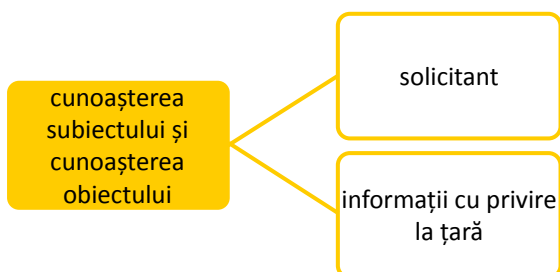 cunoașterea
subiectului și
cunoașterea
obiectului
solicitant
informații cu privire
la țară